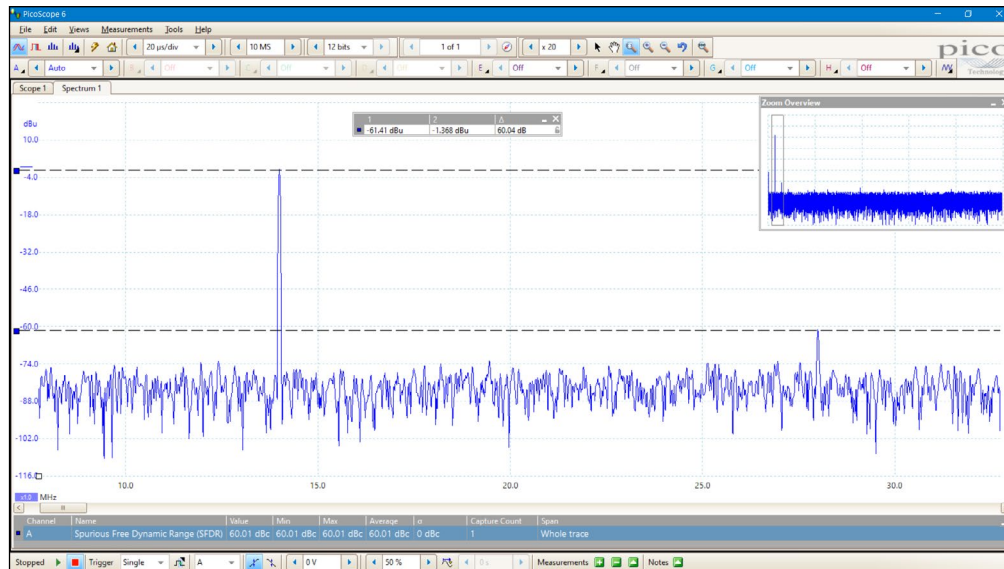 PicoScope 6
File Edit Views Measurements Tools Help
20 µs/div 10 MS 12 bits 1 of 1 x 20
pico
Technology
A Auto B Off C Off D Off E Off F Off G Off H Off
Scope 1 Spectrum 1
Zoom Overview
1 2 Δ
-61.41 dBu -1.368 dBu 60.04 dB
dBu
10.0
-4.0
-18.0
-32.0
-46.0
-60.0
-74.0
-88.0
-102.0
-116.0
10.0 15.0 20.0 25.0 30.0
x1.0 MHz
Channel Name Value Min Max Average σ Capture Count Span
A Spurious Free Dynamic Range (SFDR) 60.01 dBc 60.01 dBc 60.01 dBc 60.01 dBc 0 dBc 1 Whole trace
Stopped Trigger Single A 0 V 50 % 0 s Measurements Notes